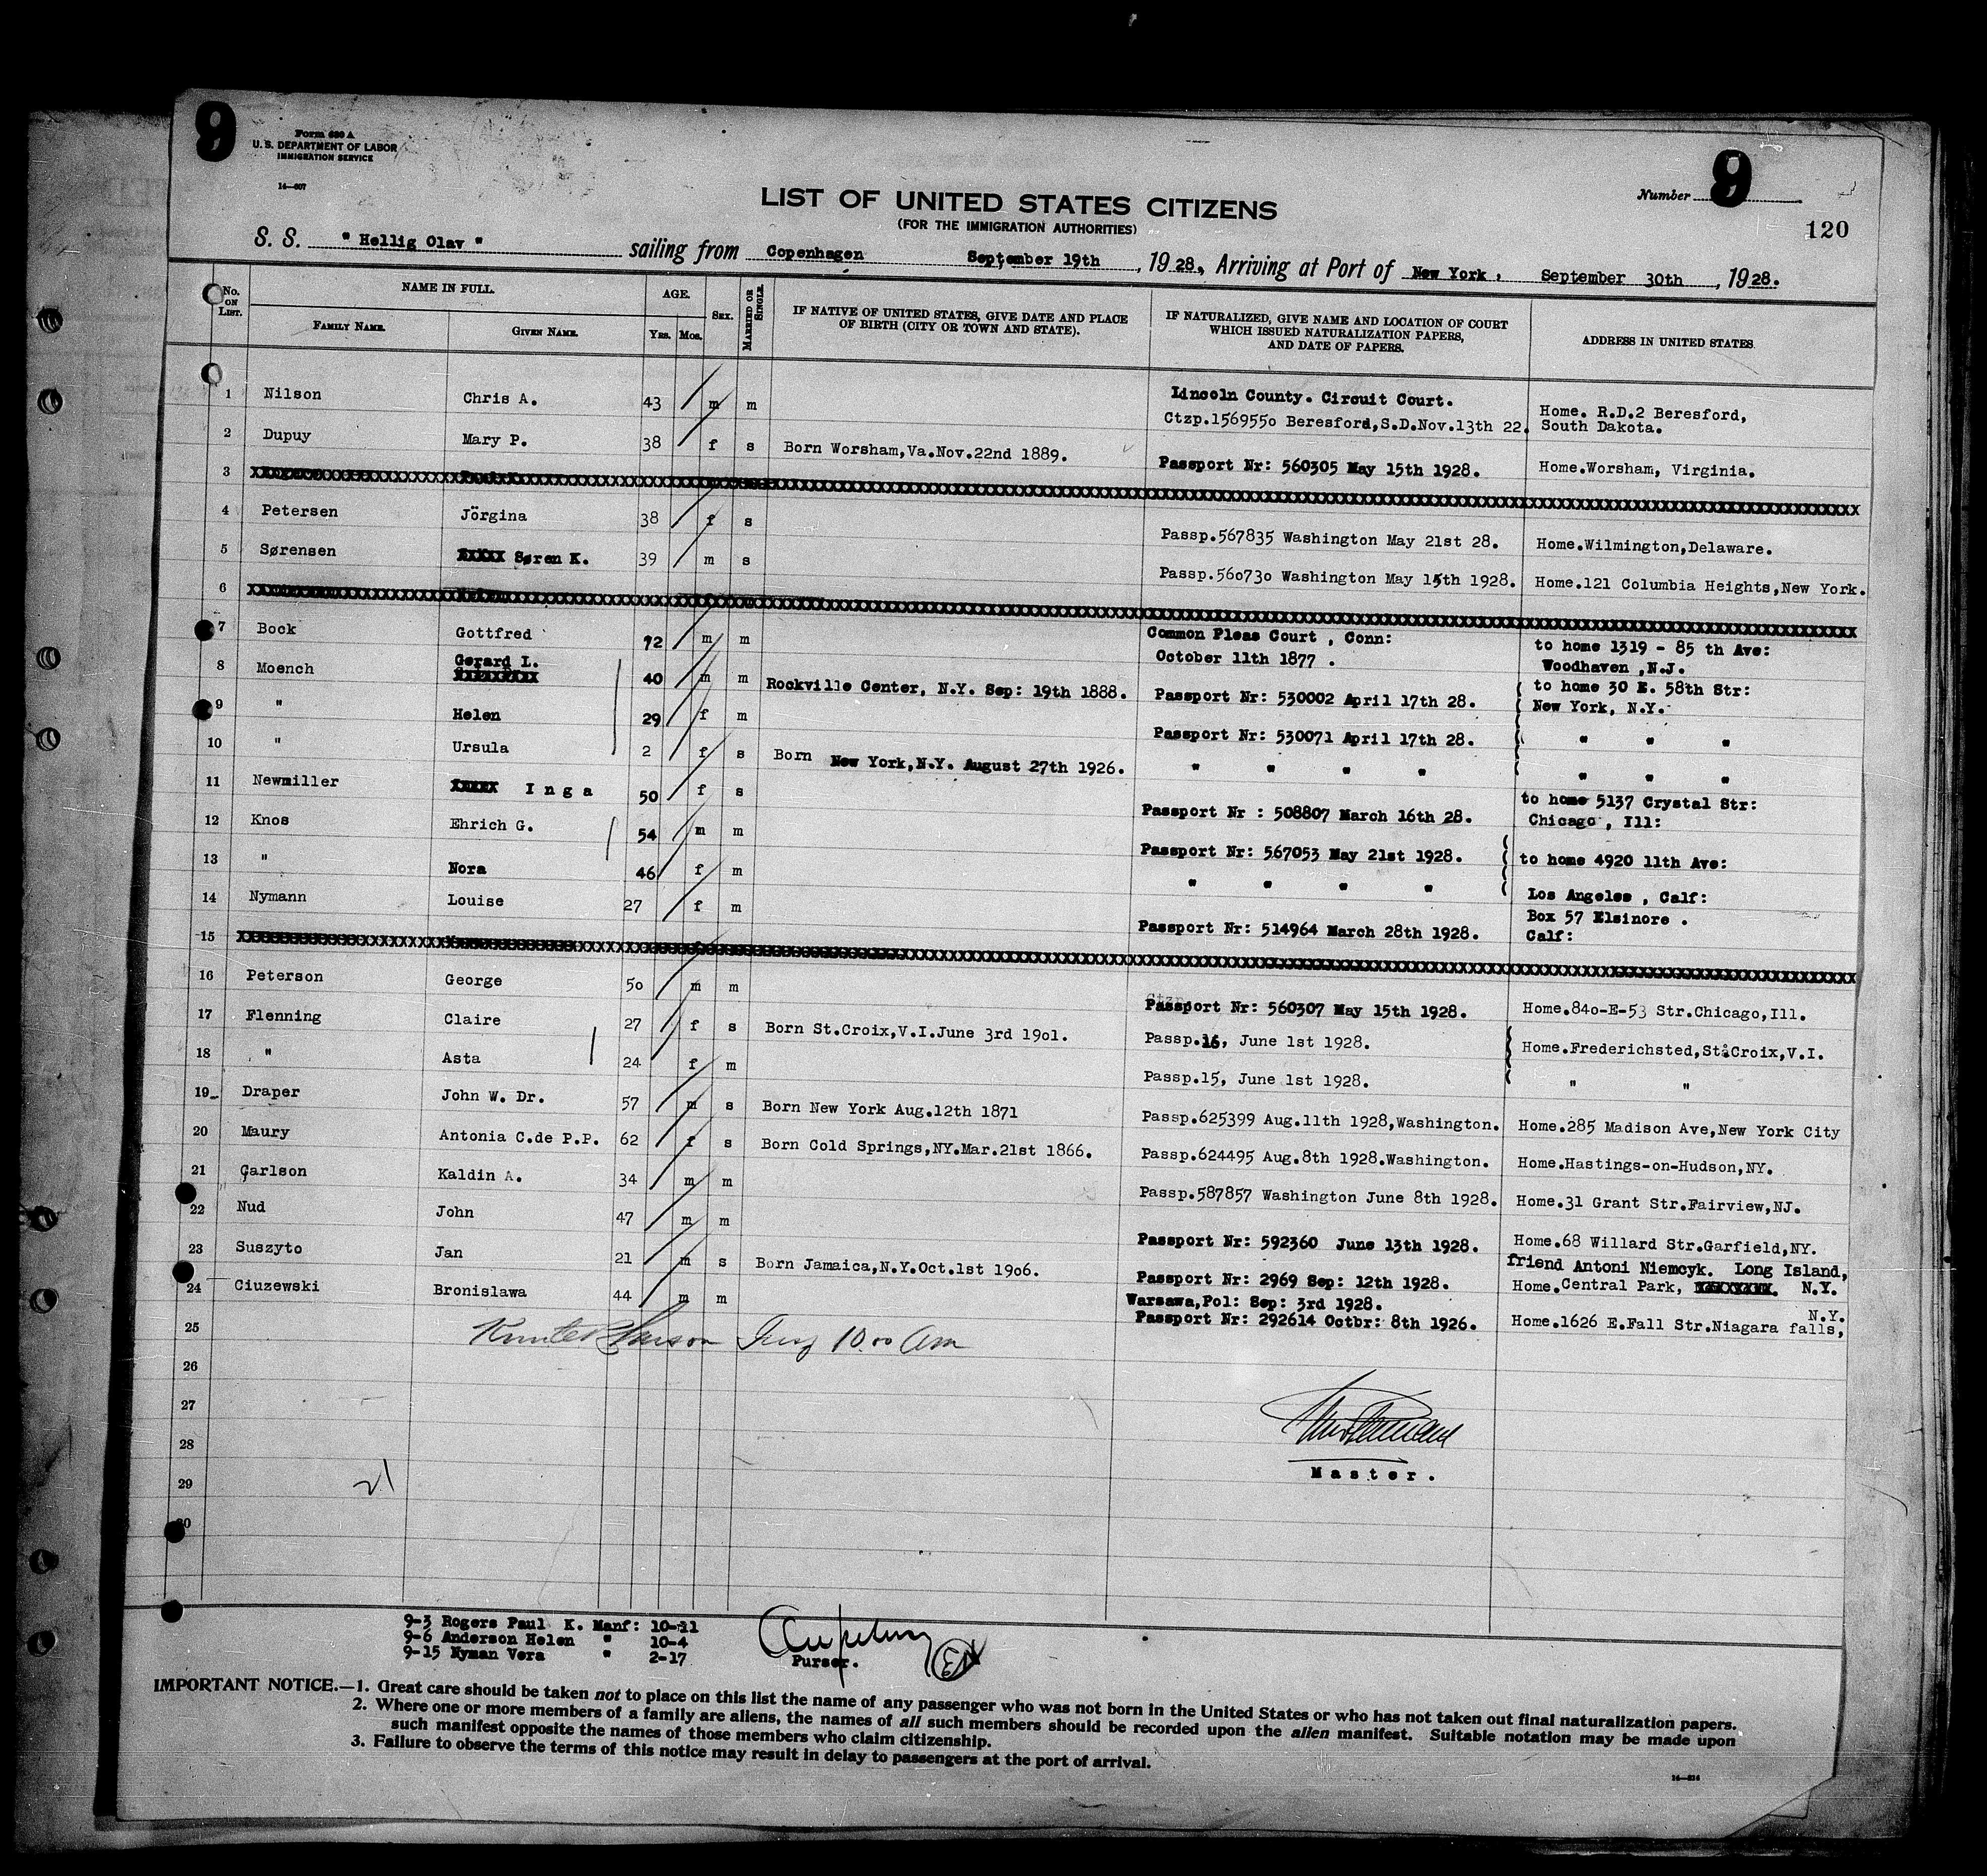 9
Form 630 A
U. S. DEPARTMENT OF LABOR
IMMIGRATION SERVICE
14—607
Number 9
120
LIST OF UNITED STATES CITIZENS
(FOR THE IMMIGRATION AUTHORITIES)
S. S. "Hellig Olav" sailing from Copenhagen September 19th, 1928, Arriving at Port of New York, September 30th, 1928.
No. ON LIST. NAME IN FULL. FAMILY NAME. GIVEN NAME. AGE. YRS. MOS. SEX. MARRIED OR SINGLE. IF NATIVE OF UNITED STATES, GIVE DATE AND PLACE OF BIRTH (CITY OR TOWN AND STATE). IF NATURALIZED, GIVE NAME AND LOCATION OF COURT WHICH ISSUED NATURALIZATION PAPERS, AND DATE OF PAPERS. ADDRESS IN UNITED STATES.
1 Nilson Chris A. 43 m m Lincoln County. Circuit Court. Ctzp.1569550 Beresford,S.D.Nov.13th 22. Home. R.D.2 Beresford, South Dakota.
2 Dupuy Mary P. 38 f s Born Worsham,Va.Nov.22nd 1889. Passport Nr: 560305 May 15th 1928. Home.Worsham, Virginia.
3
4 Petersen Jörgina 38 f s Passp.567835 Washington May 21st 28. Home.Wilmington,Delaware.
5 Sørensen Søren K. 39 m s Passp.560730 Washington May 15th 1928. Home.121 Columbia Heights,New York.
6
7 Bock Gottfred 72 m m Common Pleas Court , Conn: October 11th 1877 . to home 1319 - 85 th Ave: Woodhaven ,N.J.
8 Moench Gerard L. 40 m m Rockville Center, N.Y. Sep: 19th 1888. Passport Nr: 530002 April 17th 28. to home 30 E. 58th Str: New York, N.Y.
9 " Helen 29 f m Passport Nr: 530071 April 17th 28. " " "
10 " Ursula 2 f s Born New York,N.Y. August 27th 1926. " " " " " " "
11 Newmiller Inga 50 f s Passport Nr : 508807 March 16th 28. to home 5137 Crystal Str: Chicago , Ill:
12 Knos Ehrich G. 54 m m Passport Nr: 567053 May 21st 1928. to home 4920 11th Ave:
13 " Nora 46 f m " " " " Los Angeles , Calf:
14 Nymann Louise 27 f m Passport Nr: 514964 March 28th 1928. Box 57 Elsinore . Calf:
15
16 Peterson George 50 m m Passport Nr: 560307 May 15th 1928. Home.840-E-53 Str.Chicago,Ill.
17 Flenning Claire 27 f s Born St.Croix,V.I.June 3rd 1901. Passp.16, June 1st 1928. Home.Frederichsted,St.Croix,V.I.
18 " Asta 24 f m Passp.15, June 1st 1928. " "
19 Draper John W. Dr. 57 m s Born New York Aug.12th 1871 Passp.625399 Aug.11th 1928,Washington. Home.285 Madison Ave,New York City
20 Maury Antonia C.de P.P. 62 f s Born Cold Springs,NY.Mar.21st 1866. Passp.624495 Aug.8th 1928.Washington. Home.Hastings-on-Hudson,NY.
21 Carlson Kaldin A. 34 m m Passp.587857 Washington June 8th 1928. Home.31 Grant Str.Fairview,NJ.
22 Nud John 47 m m Passport Nr: 592360 June 13th 1928. Home.68 Willard Str.Garfield,NY.
23 Suszyto Jan 21 m s Born Jamaica,N.Y.Oct.1st 1906. Passport Nr: 2969 Sep: 12th 1928. friend Antoni Niemcyk. Long Island, Home.Central Park, N.Y.
24 Ciuzewski Bronislawa 44 m m Warsawa,Pol: Sep: 3rd 1928. Passport Nr: 292614 Octbr: 8th 1926. Home.1626 E.Fall Str.Niagara falls, N.Y.
25 10.00 Am
26
27
28
29
30
21
Master.
9-3 Rogers Paul K. Manf: 10-11
9-6 Anderson Helen " 10-4
9-15 Nyman Vera " 2-17
Purser.
IMPORTANT NOTICE.—1. Great care should be taken not to place on this list the name of any passenger who was not born in the United States or who has not taken out final naturalization papers.
2. Where one or more members of a family are aliens, the names of all such members should be recorded upon the alien manifest. Suitable notation may be made upon
such manifest opposite the names of those members who claim citizenship.
3. Failure to observe the terms of this notice may result in delay to passengers at the port of arrival.